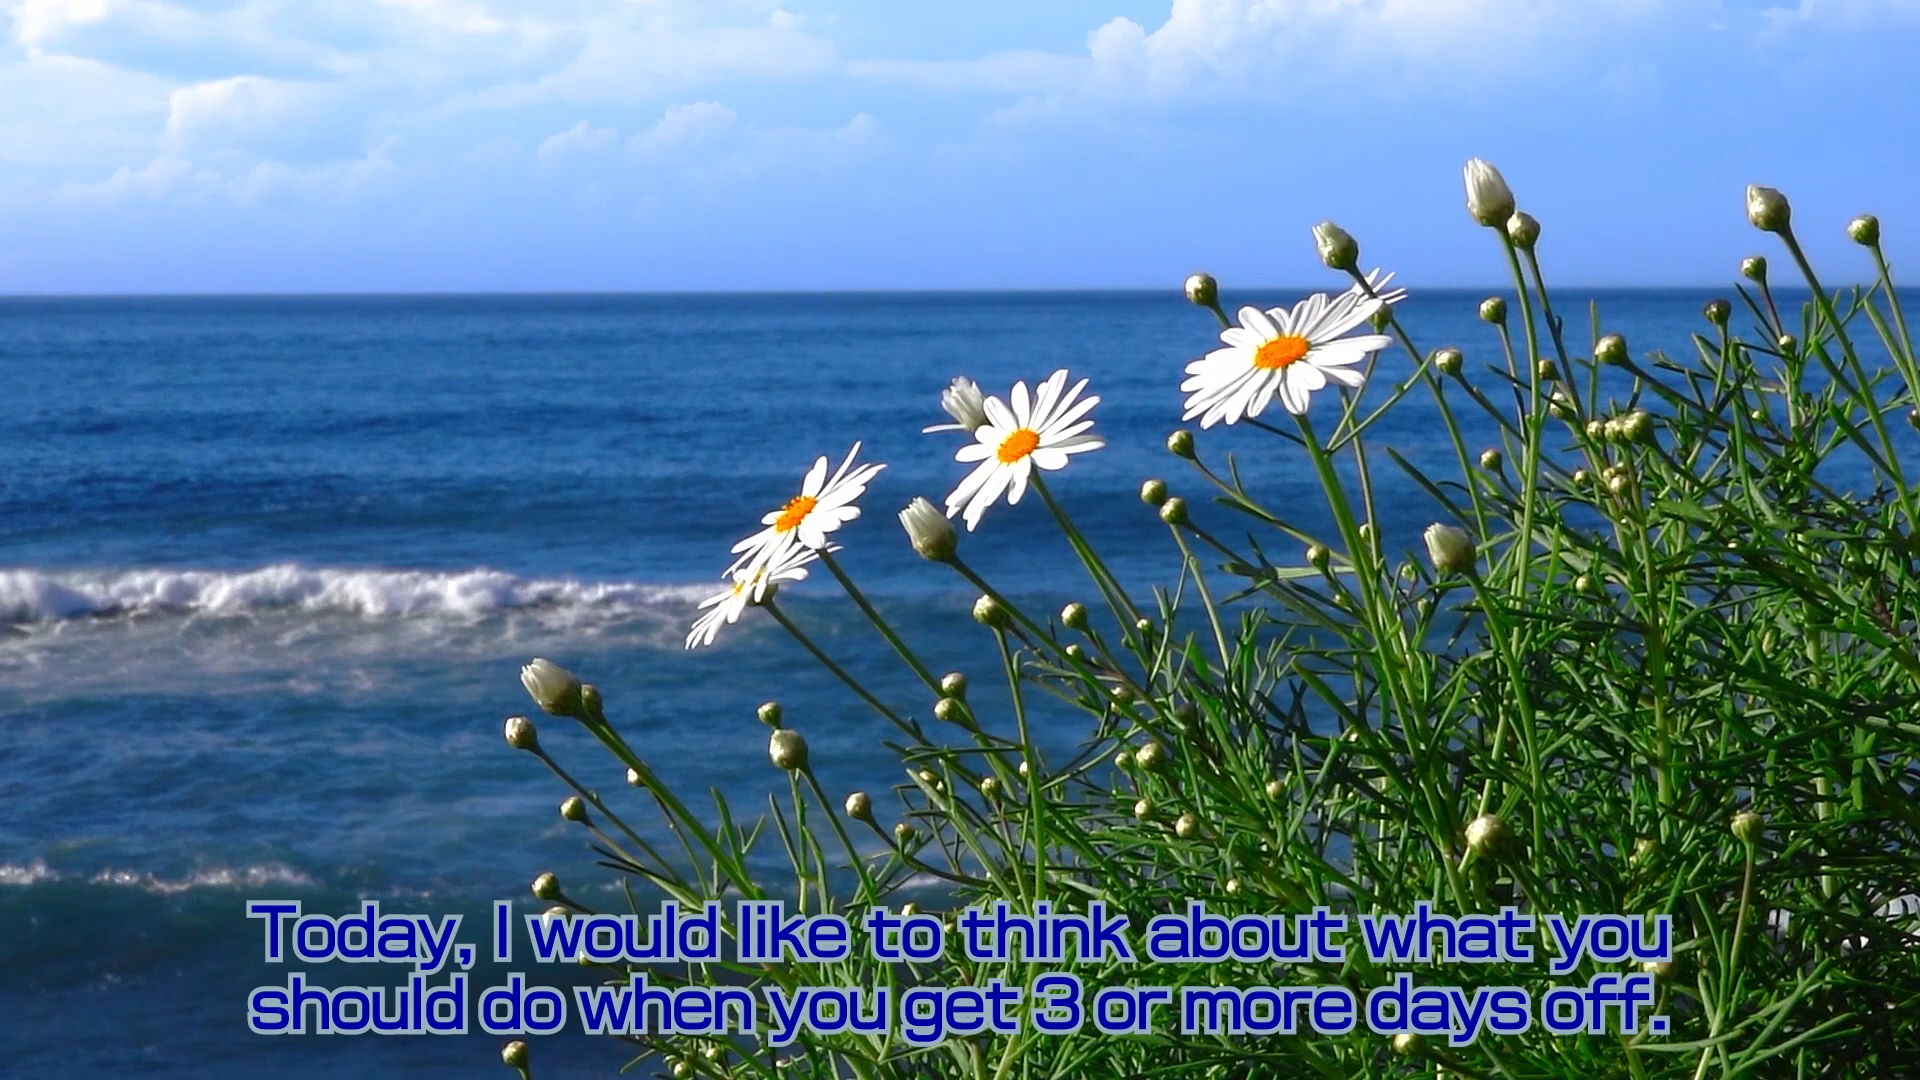 Today, I would like to think about what you
should do when you get 3 or more days off.